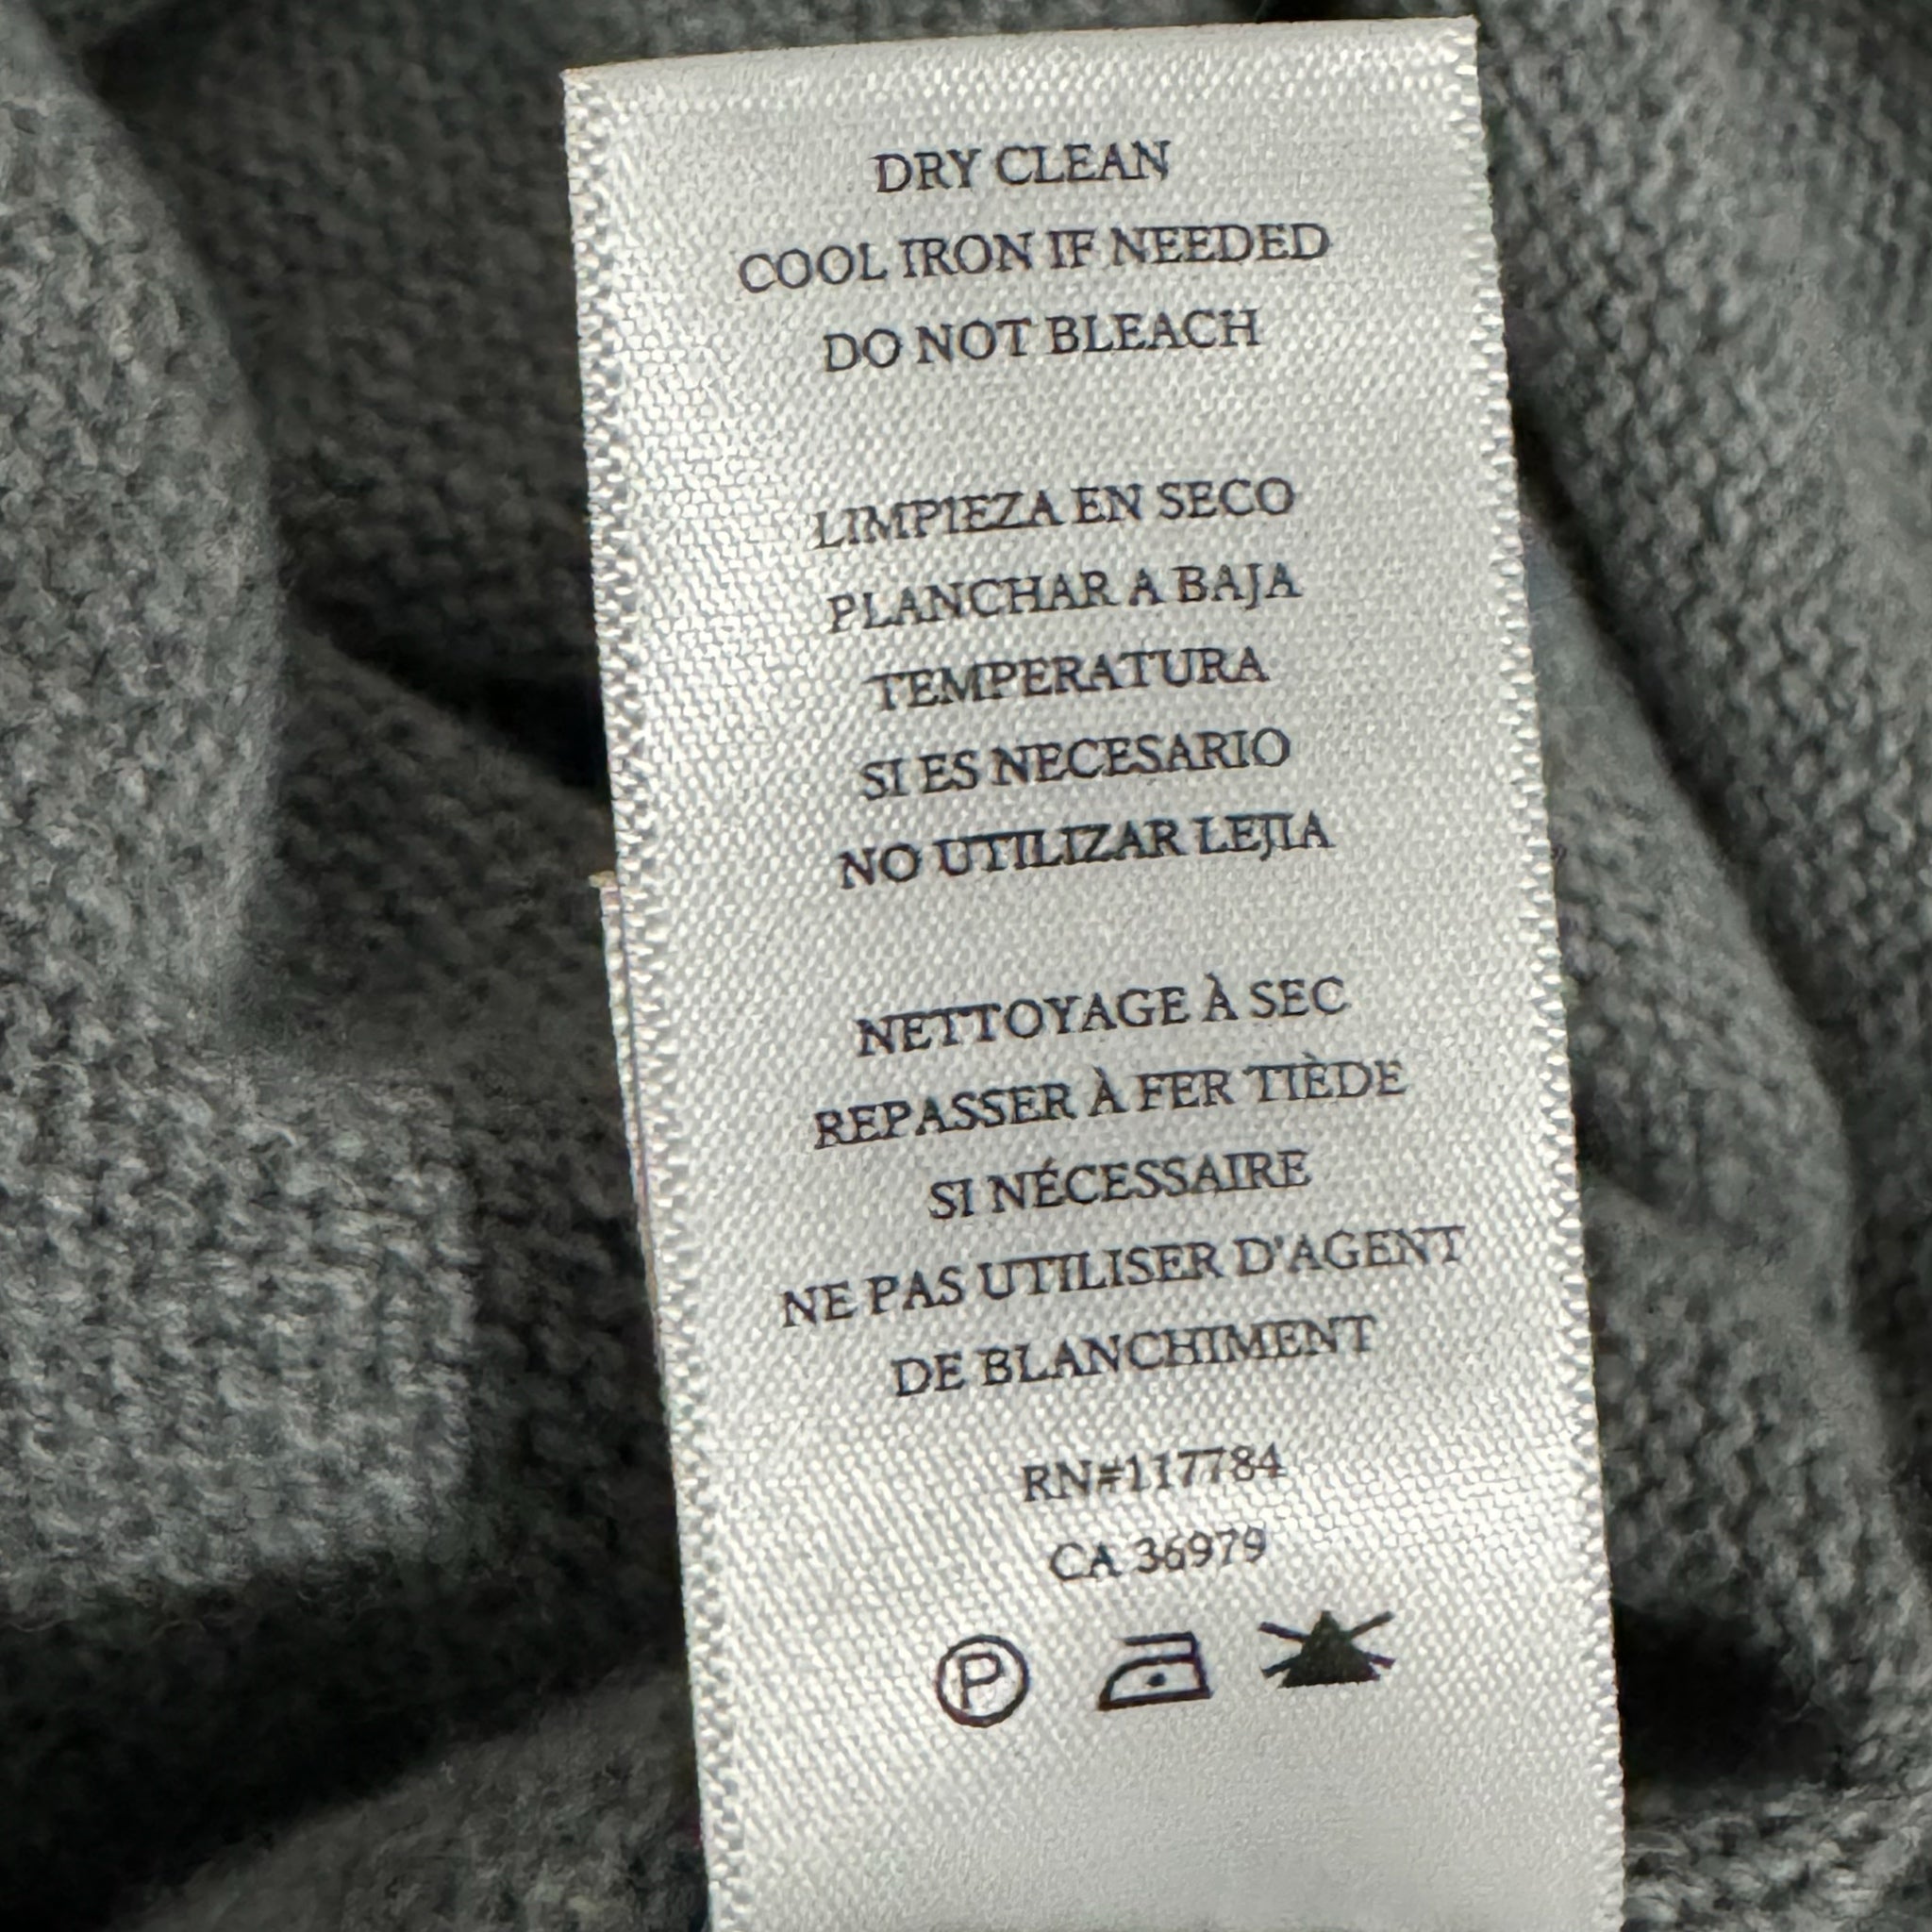 DRY CLEAN
COOL IRON IF NEEDED
DO NOT BLEACH
LIMPIEZA EN SECO
PLANCHAR A BAJA
TEMPERATURA
SI ES NECESARIO
NO UTILIZAR LEJIA
NETTOYAGE À SEC
REPASSER À FER TIÈDE
SI NÉCESSAIRE
NE PAS UTILISER D'AGENT
DE BLANCHIMENT
RN#117784
CA 36979
P